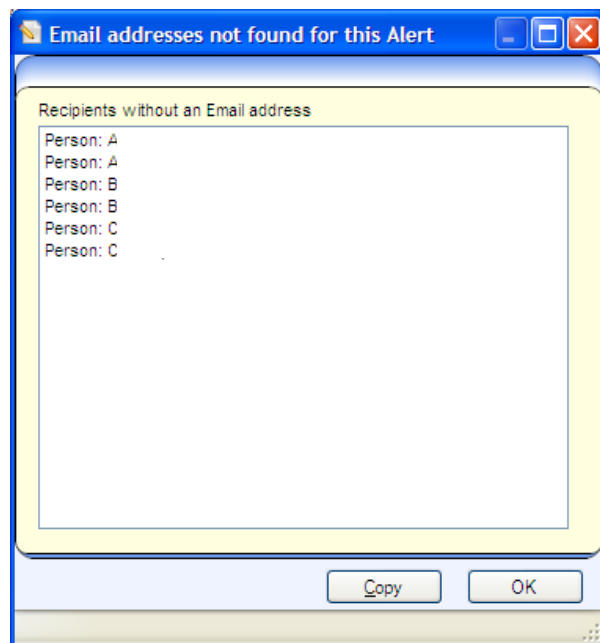 Email addresses not found for this Alert
Recipients without an Email address
Person: A
Person: A
Person: B
Person: B
Person: C
Person: C
Copy
OK